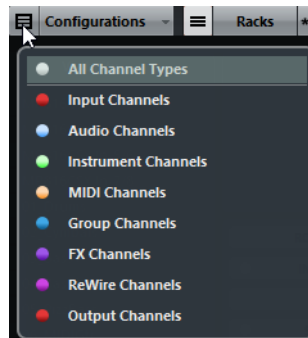 Configurations Racks *
All Channel Types
Input Channels
Audio Channels
Instrument Channels
MIDI Channels
Group Channels
FX Channels
ReWire Channels
Output Channels